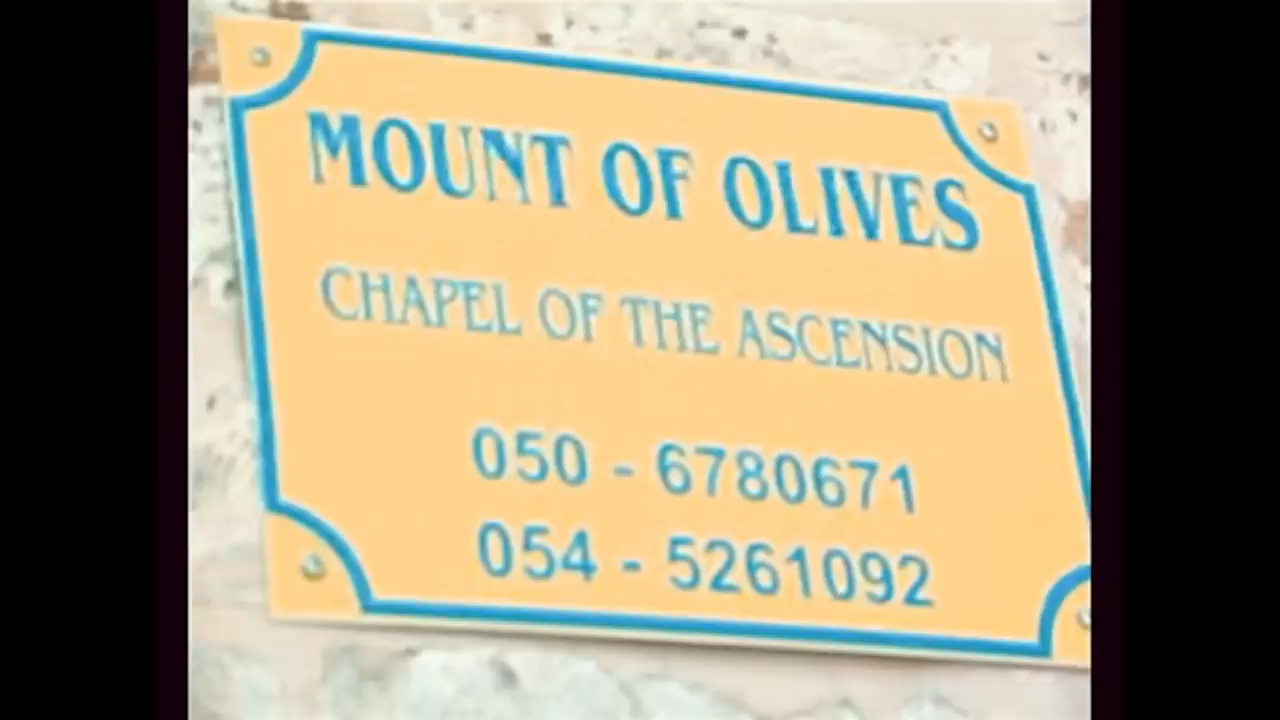 MOUNT OF OLIVES
CHAPEL OF THE ASCENSION
050 - 6780671
054 - 5261092